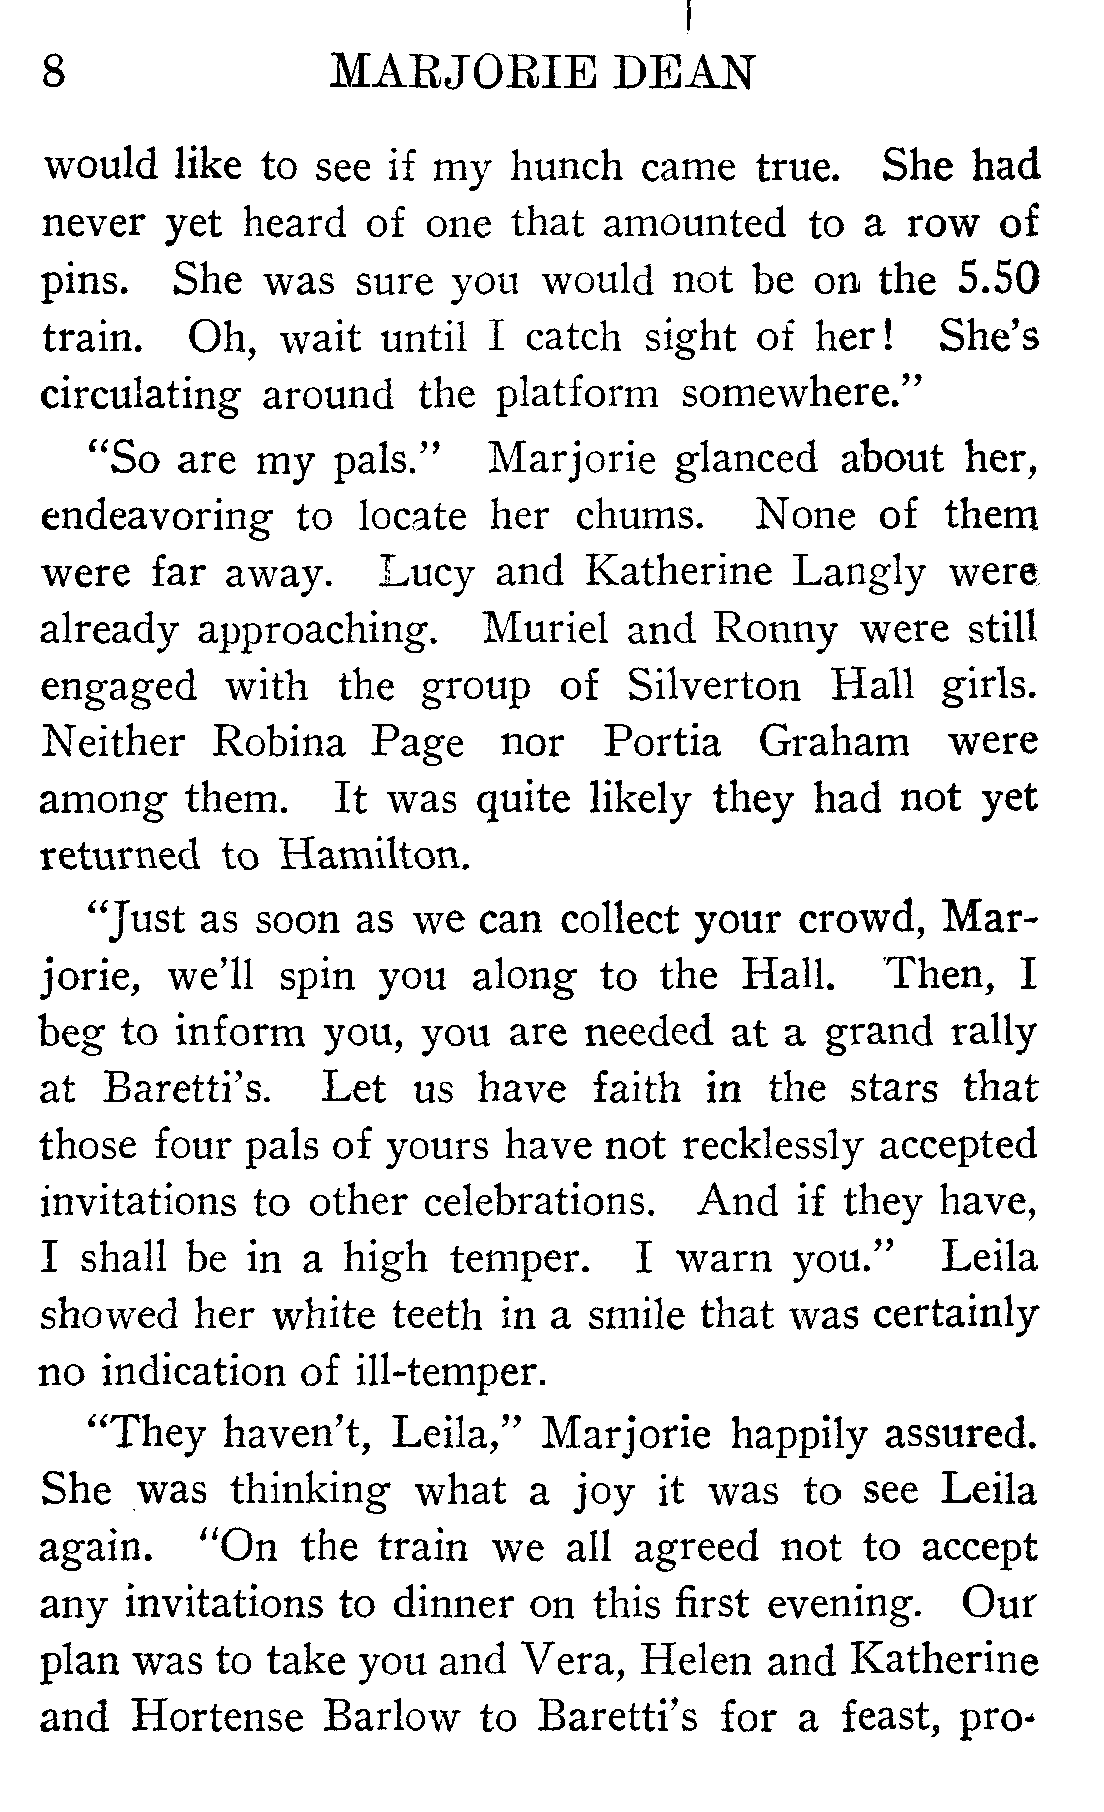 8 MARJORIE DEAN
would like to see if my hunch came true. She had
never yet heard of one that amounted to a row of
pins. She was sure you would not be on the 5.50
train. Oh, wait until I catch sight of her! She's
circulating around the platform somewhere."
"So are my pals." Marjorie glanced about her,
endeavoring to locate her chums. None of them
were far away. Lucy and Katherine Langly were
already approaching. Muriel and Ronny were still
engaged with the group of Silverton Hall girls.
Neither Robina Page nor Portia Graham were
among them. It was quite likely they had not yet
returned to Hamilton.
"Just as soon as we can collect your crowd, Mar-
jorie, we'll spin you along to the Hall. Then, I
beg to inform you, you are needed at a grand rally
at Baretti's. Let us have faith in the stars that
those four pals of yours have not recklessly accepted
invitations to other celebrations. And if they have,
I shall be in a high temper. I warn you." Leila
showed her white teeth in a smile that was certainly
no indication of ill-temper.
"They haven't, Leila," Marjorie happily assured.
She was thinking what a joy it was to see Leila
again. "On the train we all agreed not to accept
any invitations to dinner on this first evening. Our
plan was to take you and Vera, Helen and Katherine
and Hortense Barlow to Baretti's for a feast, pro-